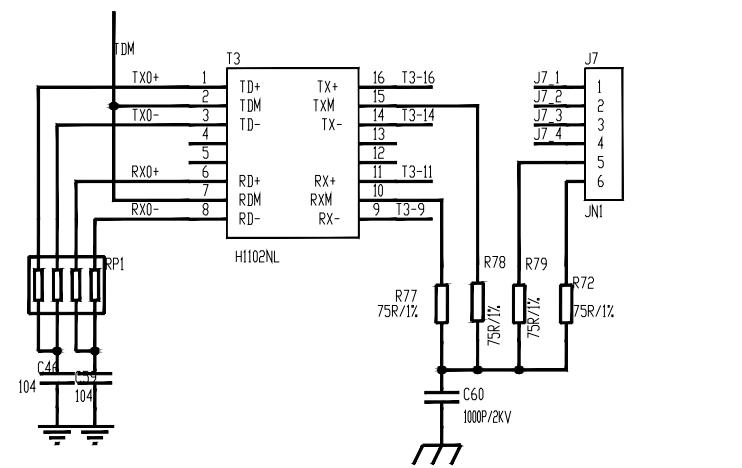 TDM
T3
J7
TX0+ 1 TD+ TX+ 16 T3-16 J7_1 1
2 TDM TXM 15 J7_2 2
TX0- 3 TD- TX- 14 T3-14 J7_3 3
4 13 J7_4 4
5 12 5
RX0+ 6 RD+ RX+ 11 T3-11 6
7 RDM RXM 10
RX0- 8 RD- RX- 9 T3-9 JN1
H1102NL
RP1
R77
75R/1%
R78
75R/1%
R79
75R/1%
R72
75R/1%
C46
104
C59
104
C60
1000P/2KV